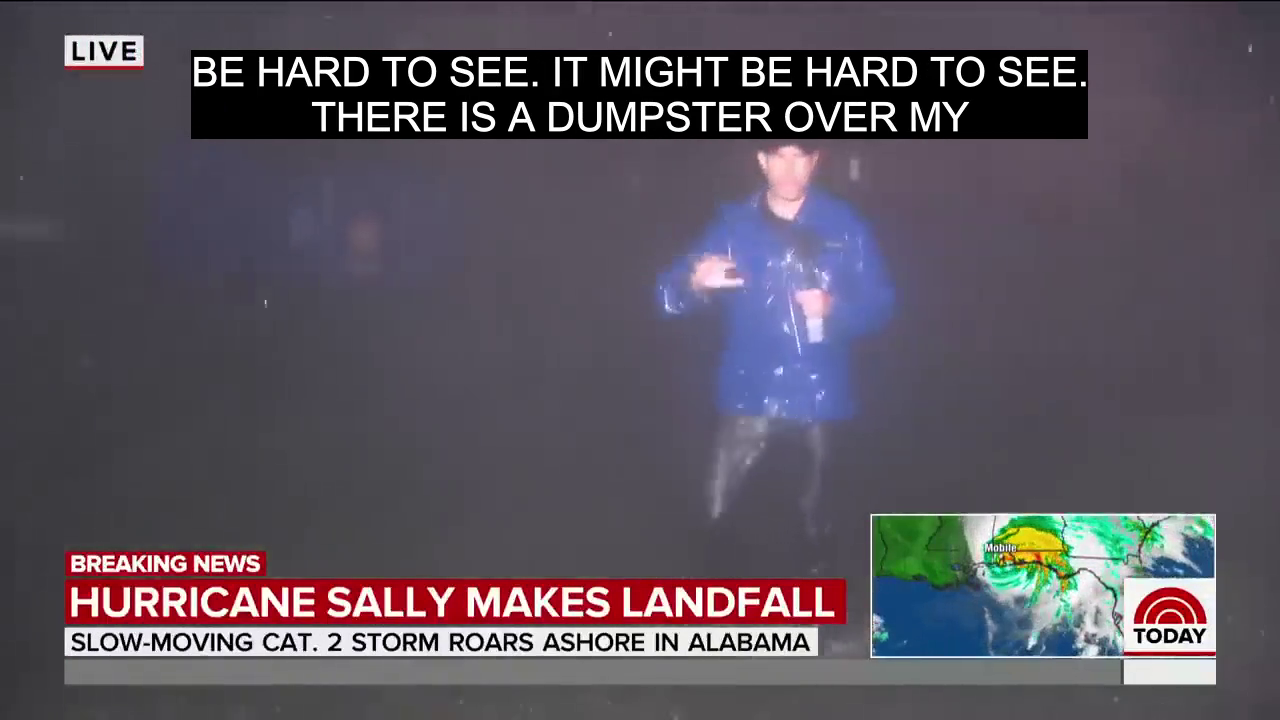 LIVE
BE HARD TO SEE. IT MIGHT BE HARD TO SEE.
THERE IS A DUMPSTER OVER MY
BREAKING NEWS
HURRICANE SALLY MAKES LANDFALL
SLOW-MOVING CAT. 2 STORM ROARS ASHORE IN ALABAMA
Mobile
TODAY